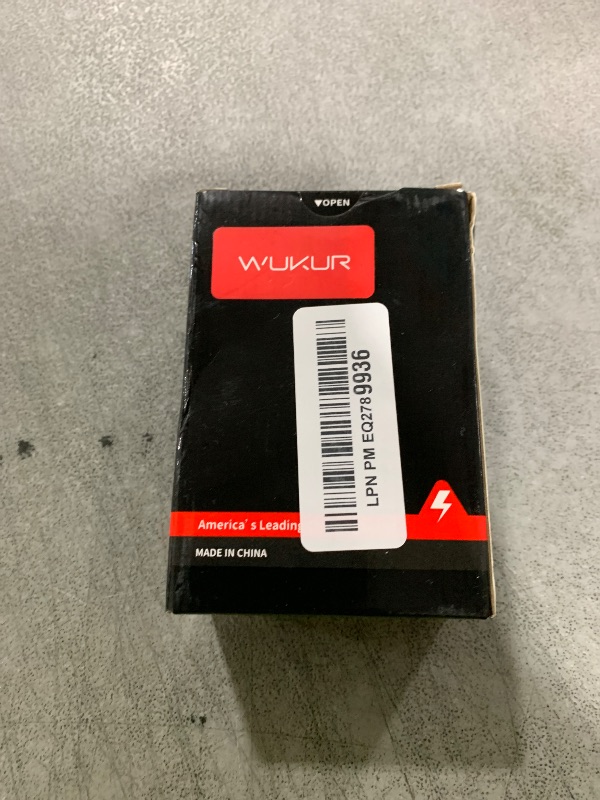 ▼OPEN
WUKUR
LPN PM EQ2789936
America's Leading
MADE IN CHINA